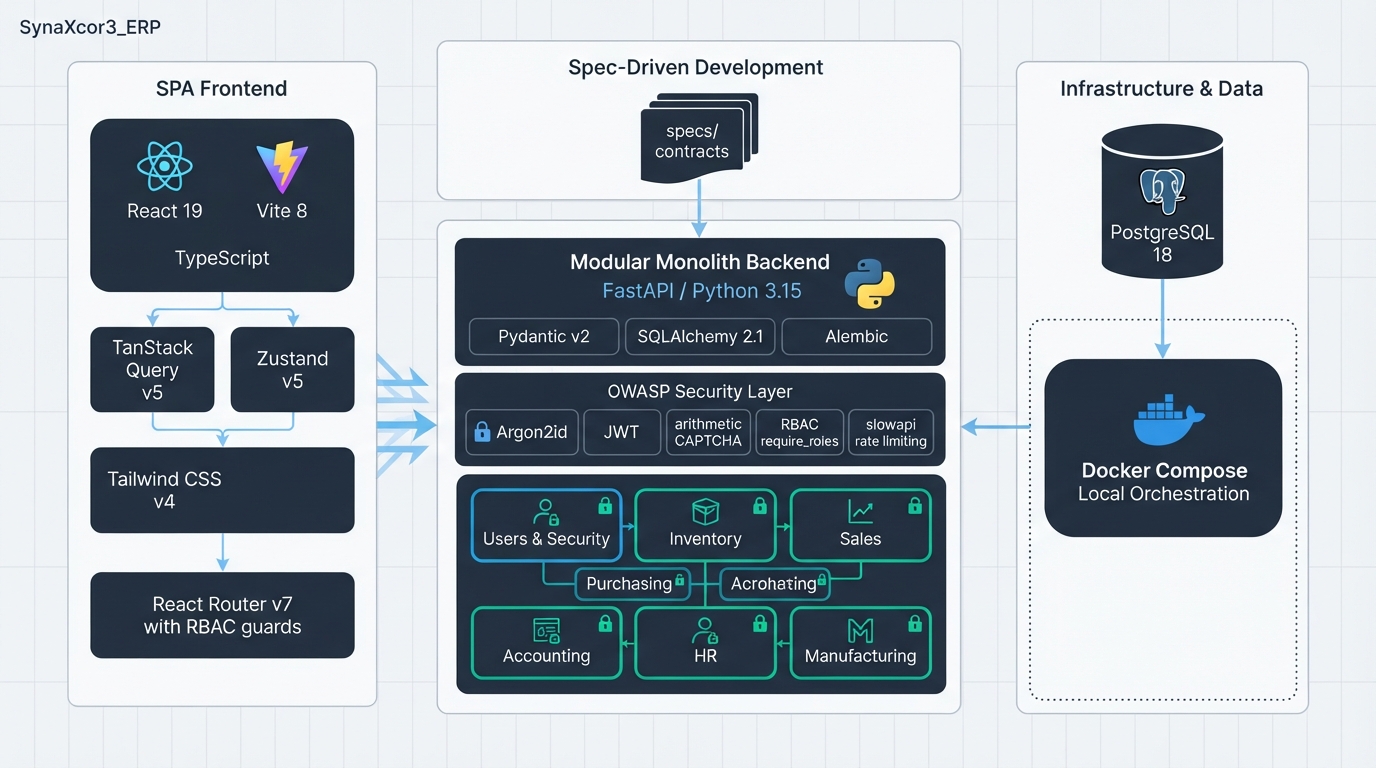 SynaXcor3_ERP
SPA Frontend
React 19
Vite 8
TypeScript
TanStack
Query
v5
Zustand
v5
Tailwind CSS
v4
React Router v7
with RBAC guards
Spec-Driven Development
specs/
contracts
Modular Monolith Backend
FastAPI / Python 3.15
Pydantic v2
SQLAlchemy 2.1
Alembic
OWASP Security Layer
Argon2id
JWT
arithmetic
CAPTCHA
RBAC
require_roies
slowapi
rate limiting
Users & Security
Inventory
Sales
Purchasing
Acrohating
Accounting
HR
Manufacturing
Infrastructure & Data
PostgreSQL
18
Docker Compose
Local Orchestration